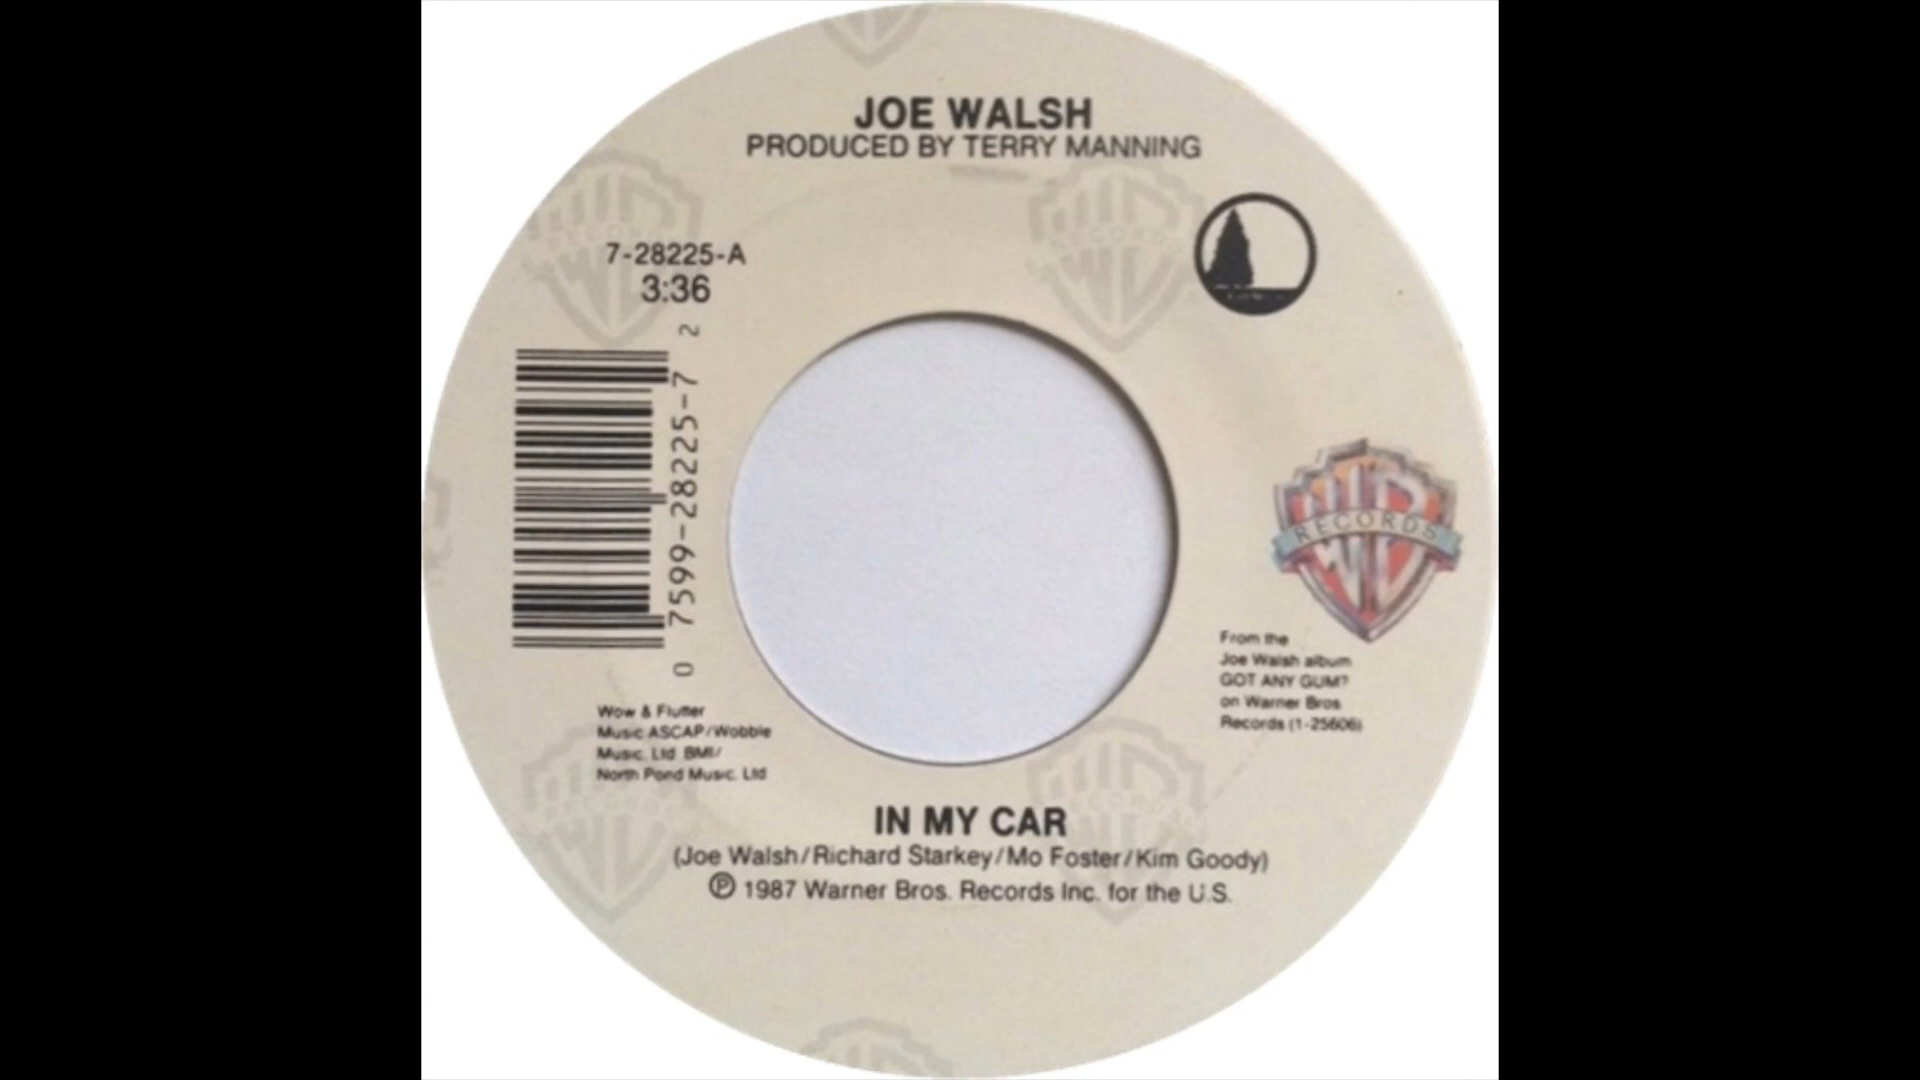 JOE WALSH
PRODUCED BY TERRY MANNING
7-28225-A
3:36
0 7599-28225-7 2
RECORDS
From the
Joe Walsh album
GOT ANY GUM?
on Warner Bros.
Records (1-25606)
Wow & Flutter
Music ASCAP/Wobble
Music, Ltd. BMI/
North Pond Music, Ltd
IN MY CAR
(Joe Walsh/Richard Starkey/Mo Foster/Kim Goody)
Ⓟ 1987 Warner Bros. Records Inc. for the U.S.